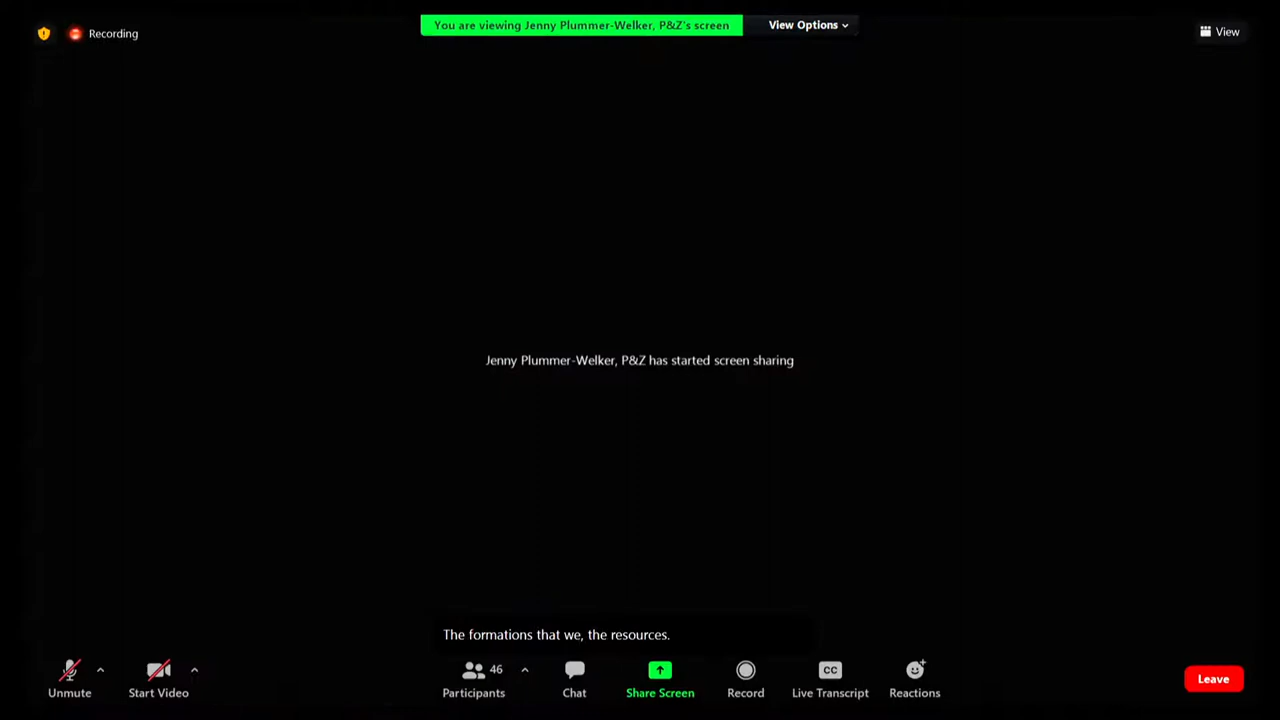 Recording
You are viewing Jenny Plummer-Welker, P&Z's screen
View Options
View
Jenny Plummer-Welker, P&Z has started screen sharing
The formations that we, the resources.
Unmute
Start Video
46
Participants
Chat
Share Screen
Record
CC
Live Transcript
Reactions
Leave